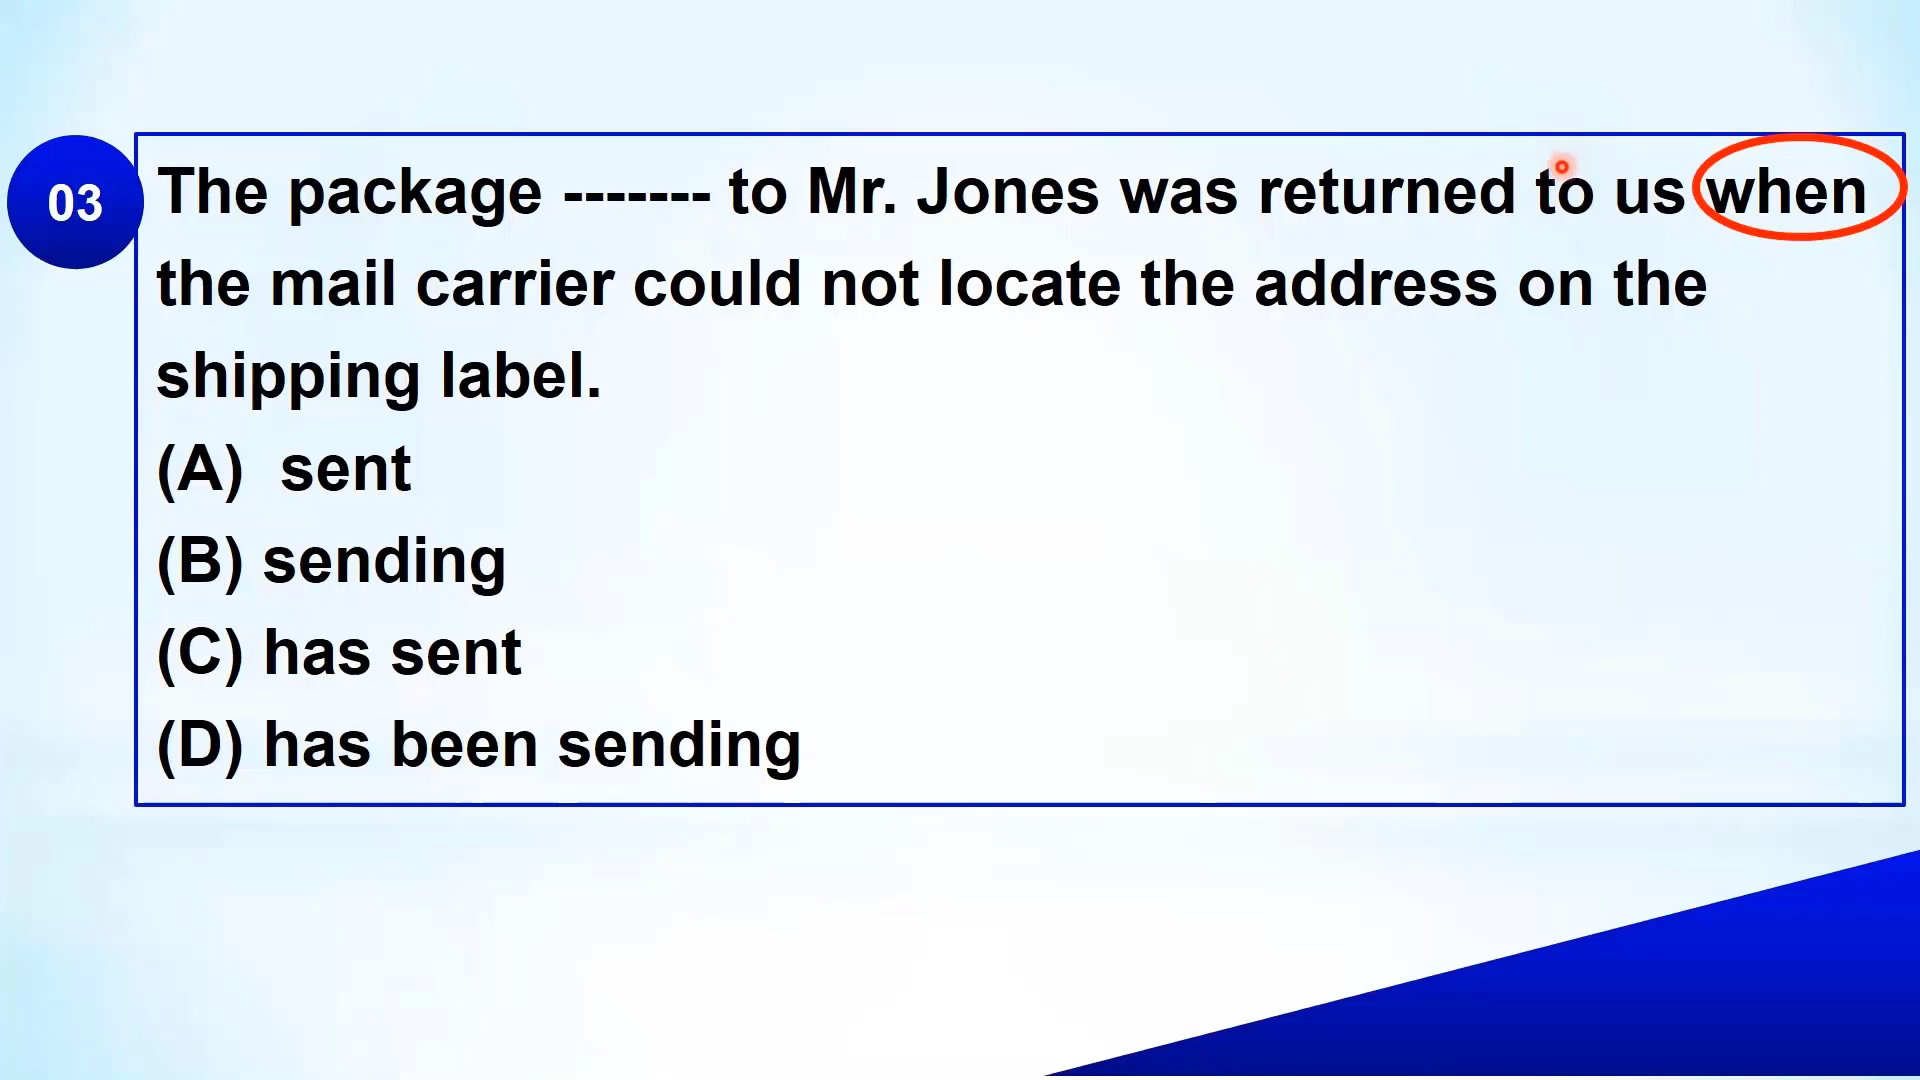 03
The package ------- to Mr. Jones was returned to us when
the mail carrier could not locate the address on the
shipping label.
(A) sent
(B) sending
(C) has sent
(D) has been sending